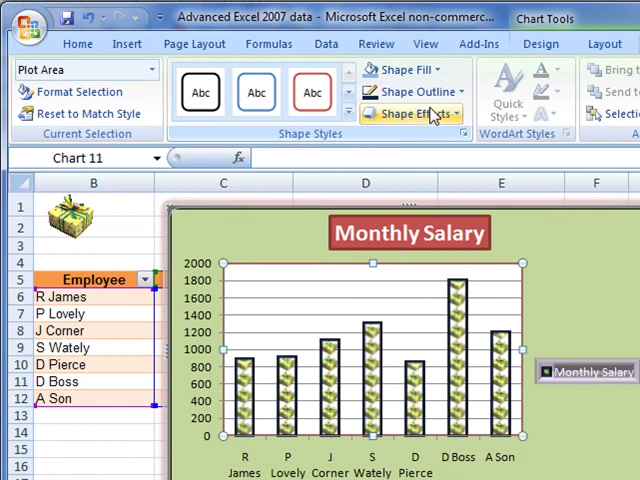 Advanced Excel 2007 data - Microsoft Excel non-commerc... Chart Tools
Home Insert Page Layout Formulas Data Review View Add-Ins Design Layout
Plot Area
Format Selection
Reset to Match Style
Current Selection
Abc Abc Abc
Shape Fill
Shape Outline
Shape Effects
Shape Styles
Quick
Styles
WordArt Styles
Bring to
Send
Selection
Chart 11 fx
B C D E F
1
2
3
4
5 Employee
6 R James
7 P Lovely
8 J Corner
9 S Wately
10 D Pierce
11 D Boss
12 A Son
13
14
15
16
Monthly Salary
2000
1800
1600
1400
1200
1000
800
600
400
200
0
R James
P Lovely
J Corner
S Wately
D Pierce
D Boss
A Son
Monthly Salary